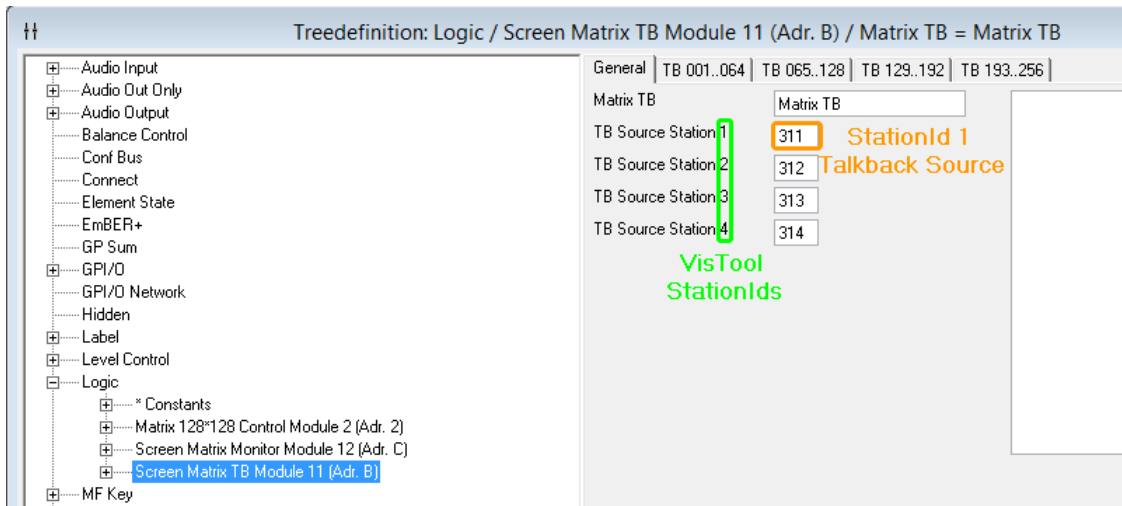 Treedefinition: Logic / Screen Matrix TB Module 11 (Adr. B) / Matrix TB = Matrix TB
Audio Input
Audio Out Only
Audio Output
Balance Control
Conf Bus
Connect
Element State
EmBER+
GP Sum
GPI/O
GPI/O Network
Hidden
Label
Level Control
Logic
* Constants
Matrix 128*128 Control Module 2 (Adr. 2)
Screen Matrix Monitor Module 12 (Adr. C)
Screen Matrix TB Module 11 (Adr. B)
MF Key
General TB 001..064 TB 065..128 TB 129..192 TB 193..256
Matrix TB Matrix TB
TB Source Station 1 311
TB Source Station 2 312
TB Source Station 3 313
TB Source Station 4 314
StationId 1
Talkback Source
VisTool
StationIds